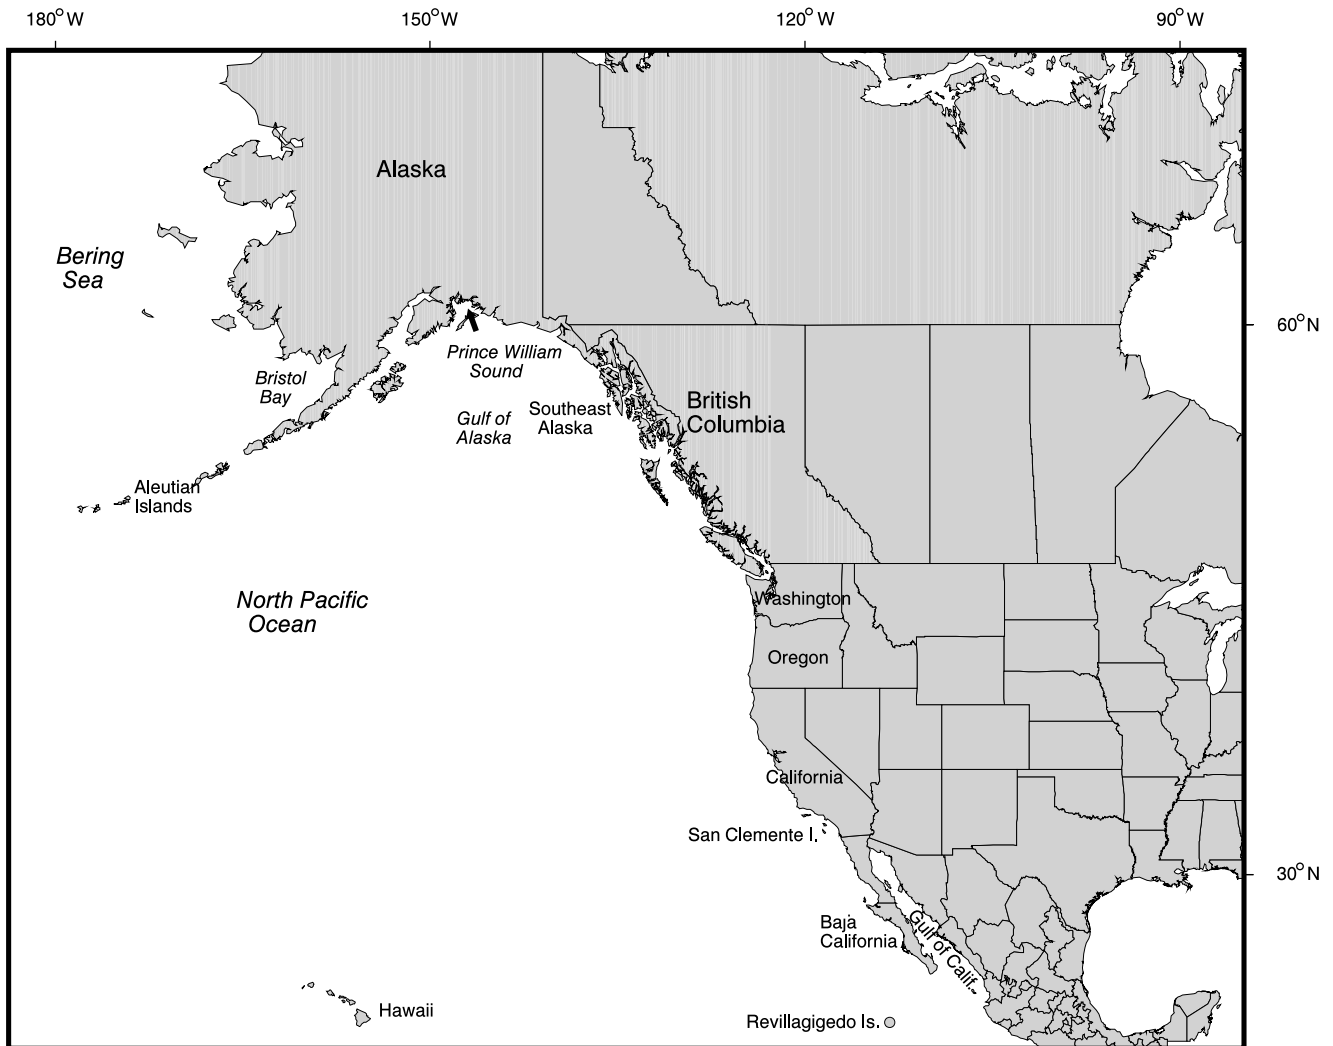 180°W
150°W
120°W
90°W
Alaska
Bering
Sea
60°N
Prince William
Sound
Bristol
Bay
Gulf of
Alaska
Southeast
Alaska
British
Columbia
Aleutian
Islands
North Pacific
Ocean
Washington
Oregon
California
San Clemente I.
30°N
Baja
California
Gulf of Calif.
Hawaii
Revillagigedo Is.